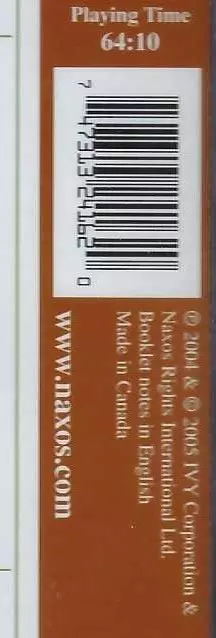 Playing Time
64:10
7 47313 24162 0
℗ 2004 & © 2005 IVY Corporation &
Naxos Rights International Ltd.
Booklet notes in English
Made in Canada
www.naxos.com